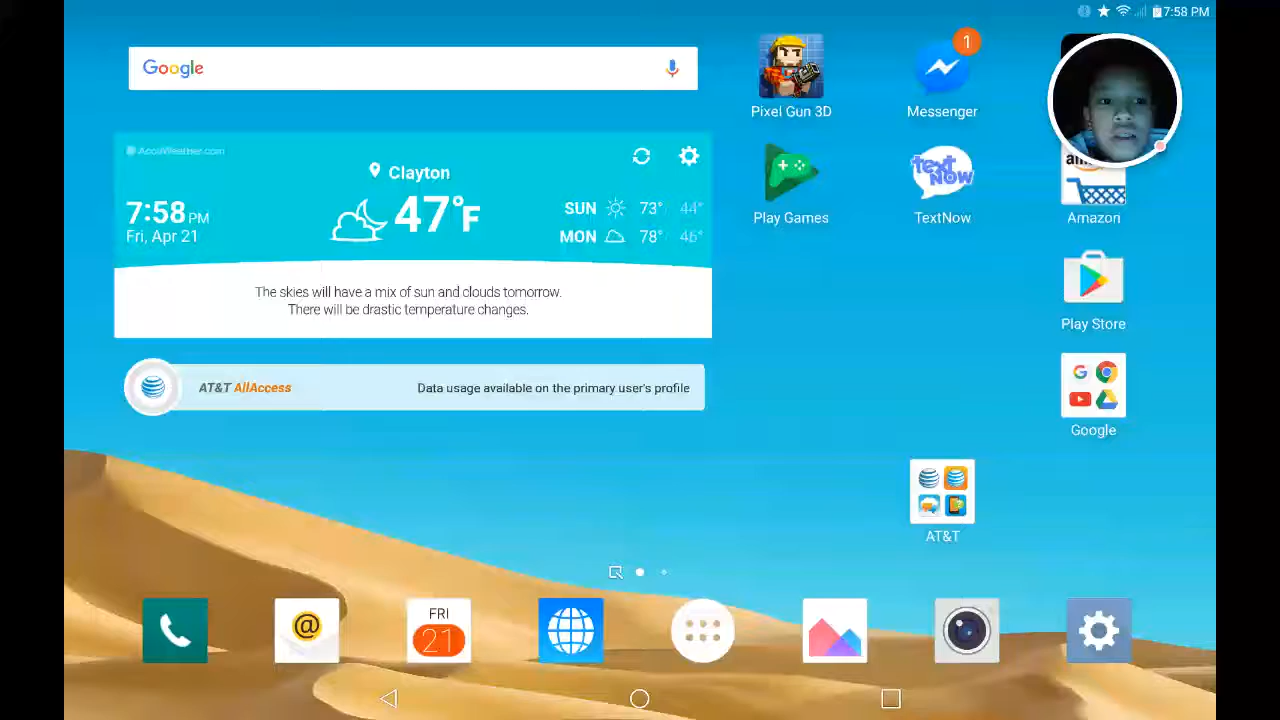 7:58 PM
Google
AccuWeather.com
Clayton
7:58 PM
Fri, Apr 21
47°F
SUN 73° 44°
MON 78° 46°
The skies will have a mix of sun and clouds tomorrow.
There will be drastic temperature changes.
AT&T AllAccess
Data usage available on the primary user's profile
Pixel Gun 3D
1
Messenger
Play Games
text NOW
TextNow
Amazon
Play Store
G
Google
AT&T
@
FRI
21